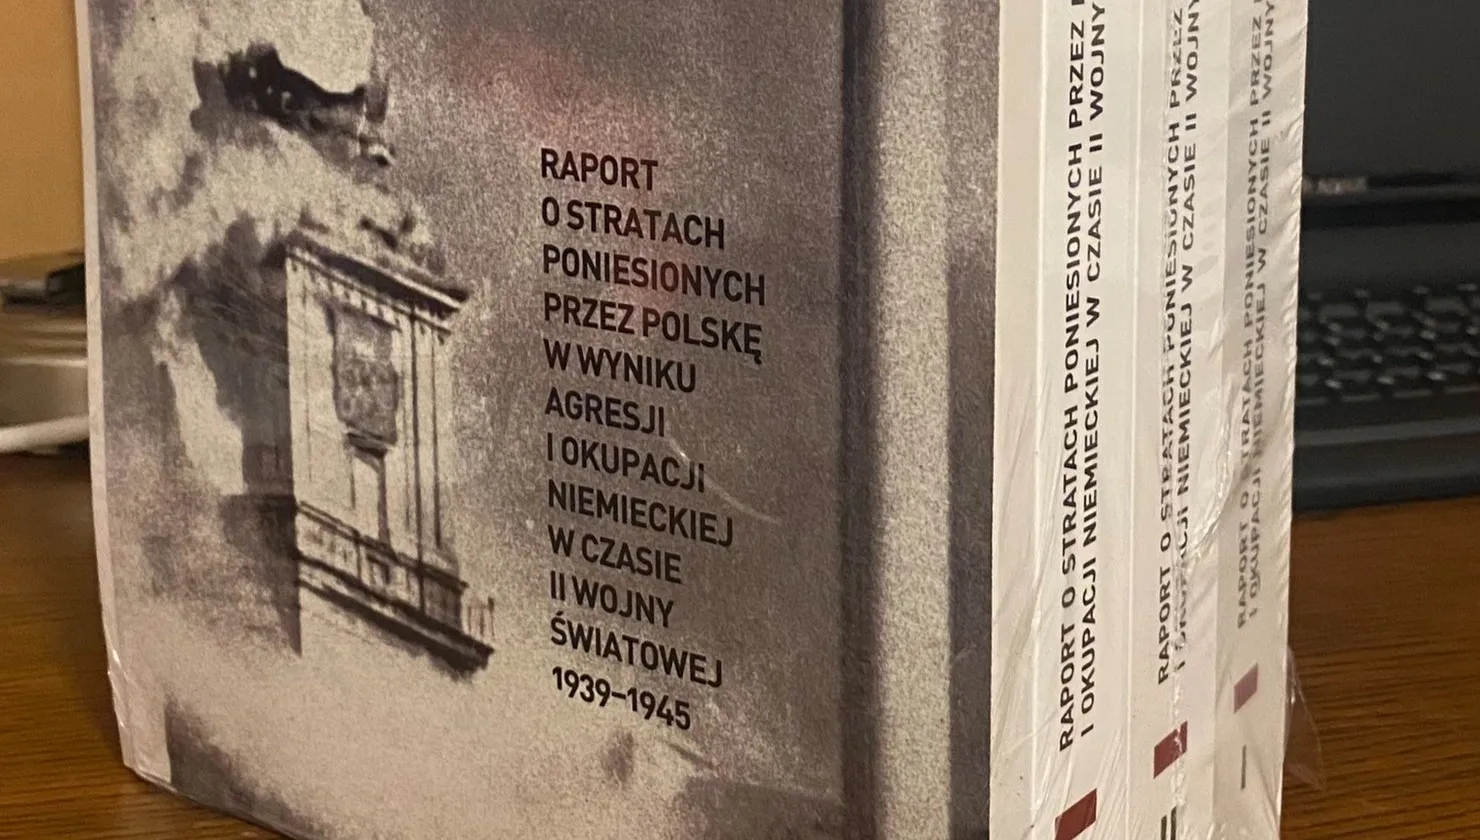 RAPORT
O STRATACH
PONIESIONYCH
PRZEZ POLSKĘ
W WYNIKU
AGRESJI
I OKUPACJI
NIEMIECKIEJ
W CZASIE
II WOJNY
ŚWIATOWEJ
1939–1945
RAPORT O STRATACH PONIESIONYCH PRZEZ
I OKUPACJI NIEMIECKIEJ W CZASIE II WOJNY
RAPORT O STRATACH PONIESIONYCH PRZEZ
I OKUPACJI NIEMIECKIEJ W CZASIE II WOJNY
RAPORT O STRATACH PONIESIONYCH PRZEZ
I OKUPACJI NIEMIECKIEJ W CZASIE II WOJNY